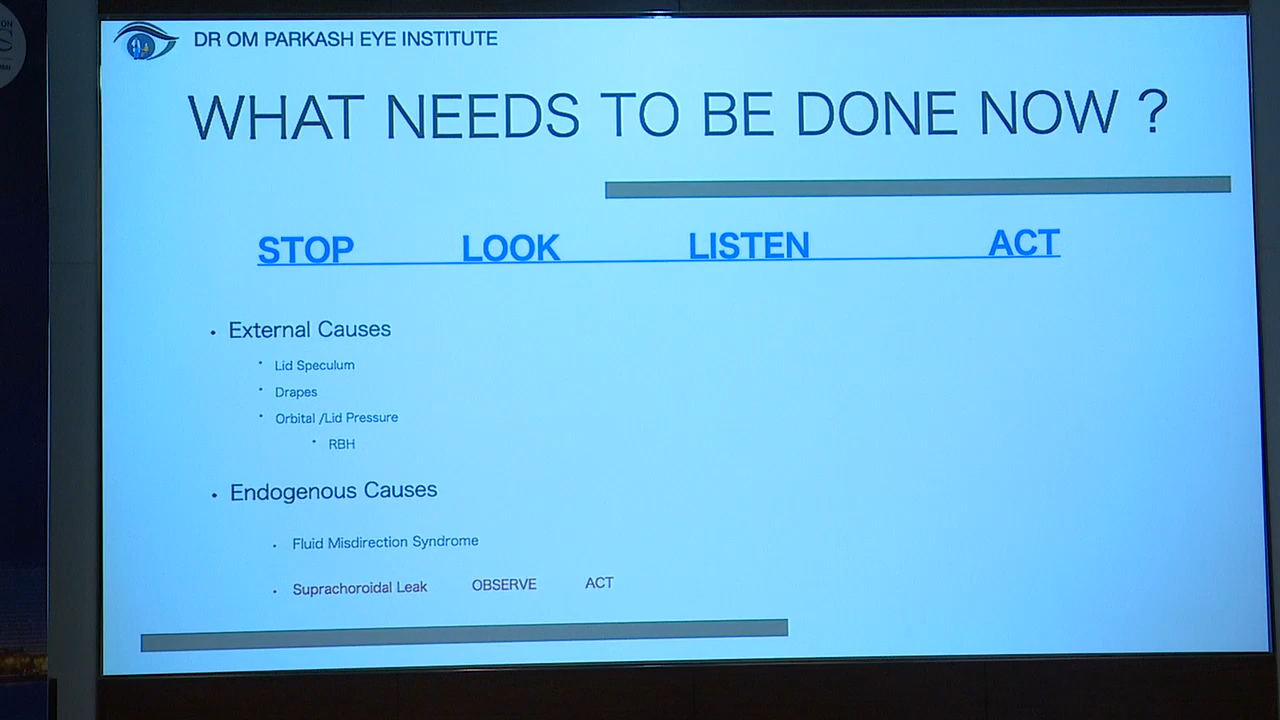 DR OM PARKASH EYE INSTITUTE
WHAT NEEDS TO BE DONE NOW ?
STOP LOOK LISTEN ACT
• External Causes
• Lid Speculum
• Drapes
• Orbital /Lid Pressure
• RBH
• Endogenous Causes
• Fluid Misdirection Syndrome
• Suprachoroidal Leak OBSERVE ACT